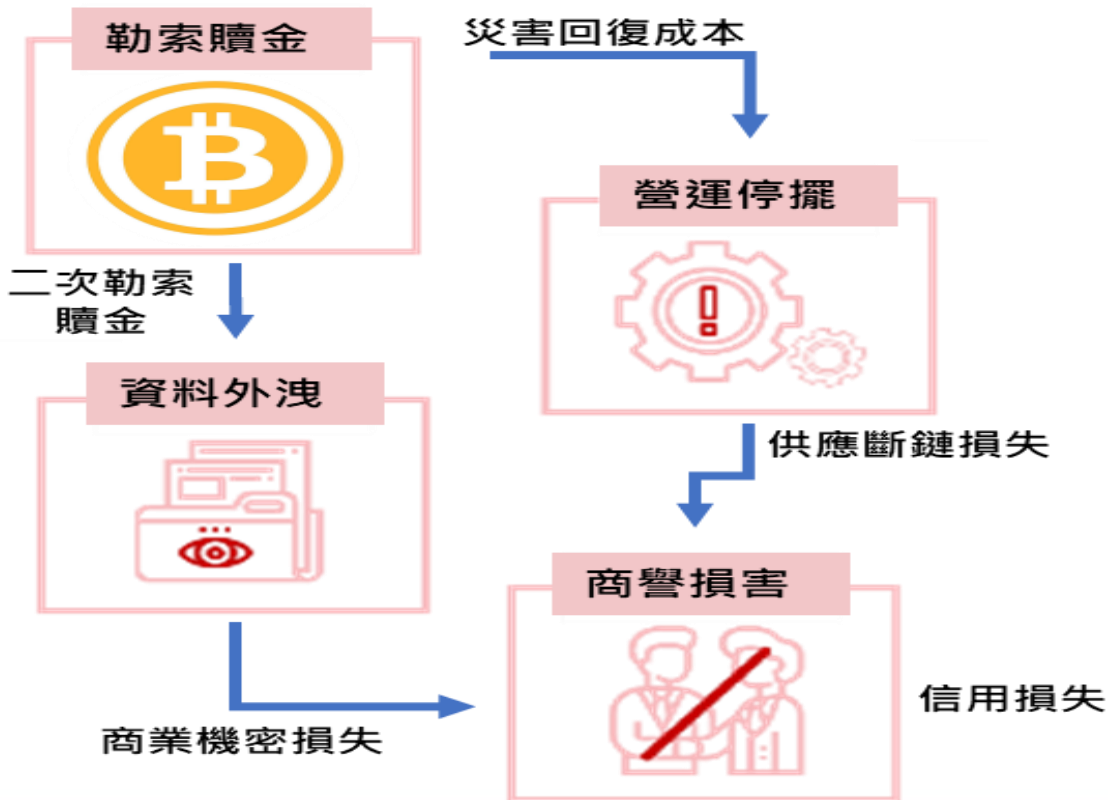 勒索贖金
災害回復成本
營運停擺
二次勒索
贖金
資料外洩
供應斷鏈損失
商譽損害
信用損失
商業機密損失